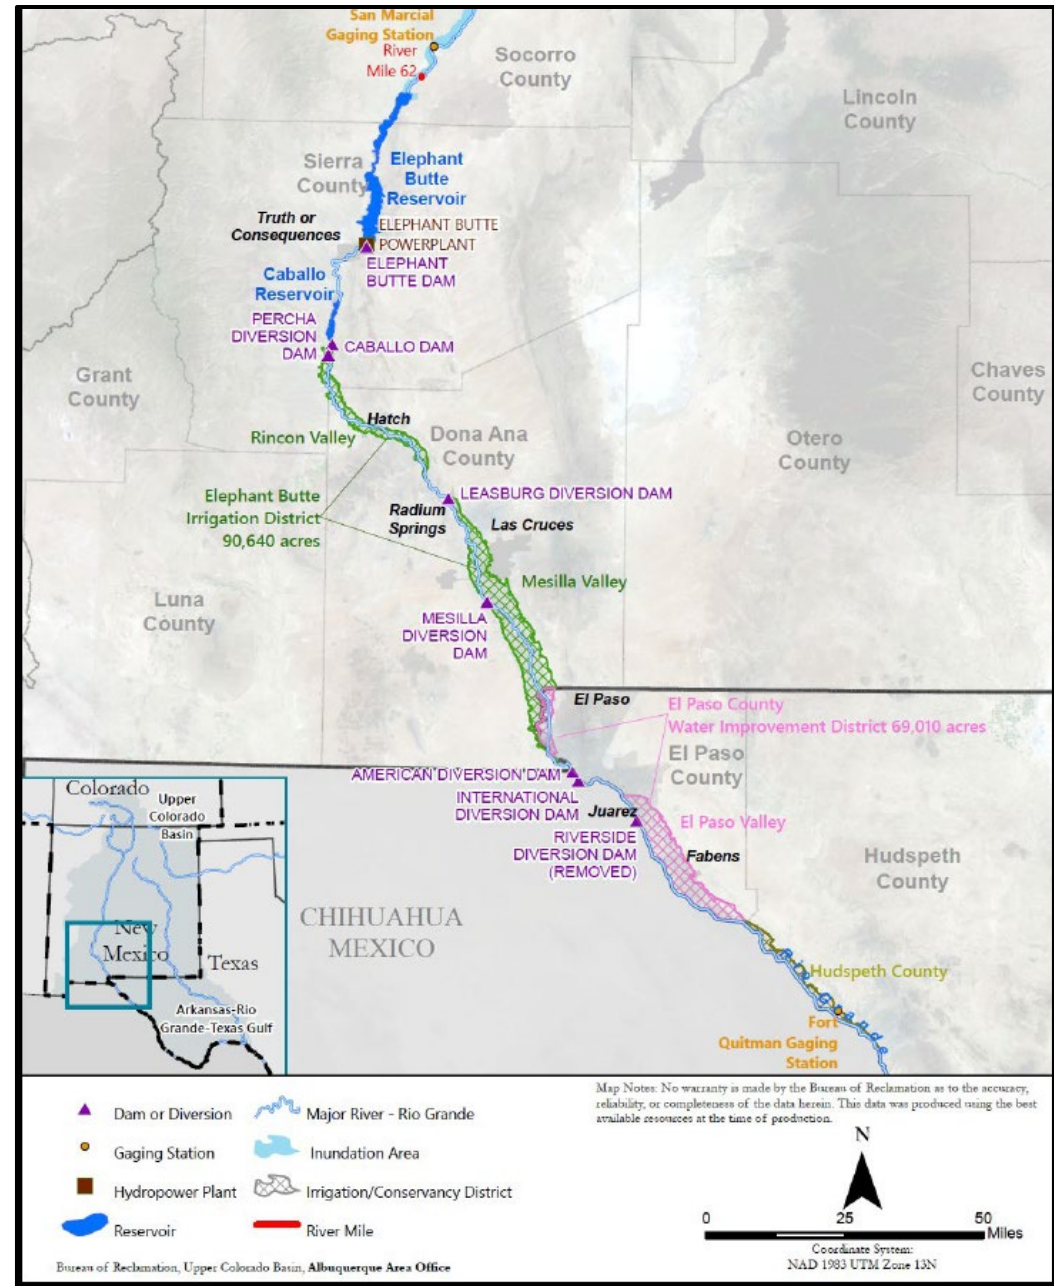 San Marcial
Gaging Station
River
Mile 62
Socorro
County
Lincoln
County
Sierra
County
Elephant
Butte
Reservoir
Truth or
Consequences
ELEPHANT BUTTE
POWERPLANT
ELEPHANT
BUTTE DAM
Caballo
Reservoir
PERCHA
DIVERSION
DAM
CABALLO DAM
Grant
County
Chaves
County
Hatch
Rincon Valley
Dona Ana
County
Otero
County
Elephant Butte
Irrigation District
90,640 acres
LEASBURG DIVERSION DAM
Radium
Springs
Las Cruces
Mesilla Valley
Luna
County
MESILLA
DIVERSION
DAM
El Paso
El Paso County
Water Improvement District 69,010 acres
El Paso
County
AMERICAN DIVERSION DAM
INTERNATIONAL
DIVERSION DAM
Juarez
El Paso Valley
RIVERSIDE
DIVERSION DAM
(REMOVED)
Fabens
Hudspeth
County
CHIHUAHUA
MEXICO
Hudspeth County
Rio Grande
Fort
Quitman Gaging
Station
Colorado
Upper
Colorado
Basin
New
Mexico
Texas
Arkansas-Rio
Grande-Texas Gulf
Dam or Diversion
Major River - Rio Grande
Gaging Station
Inundation Area
Hydropower Plant
Irrigation/Conservancy District
Reservoir
River Mile
Map Notes: No warranty is made by the Bureau of Reclamation as to the accuracy,
reliability, or completeness of the data herein. This data was produced using the best
available resources at the time of production.
N
0 25 50
Miles
Coordinate System:
NAD 1983 UTM Zone 13N
Bureau of Reclamation, Upper Colorado Basin, Albuquerque Area Office